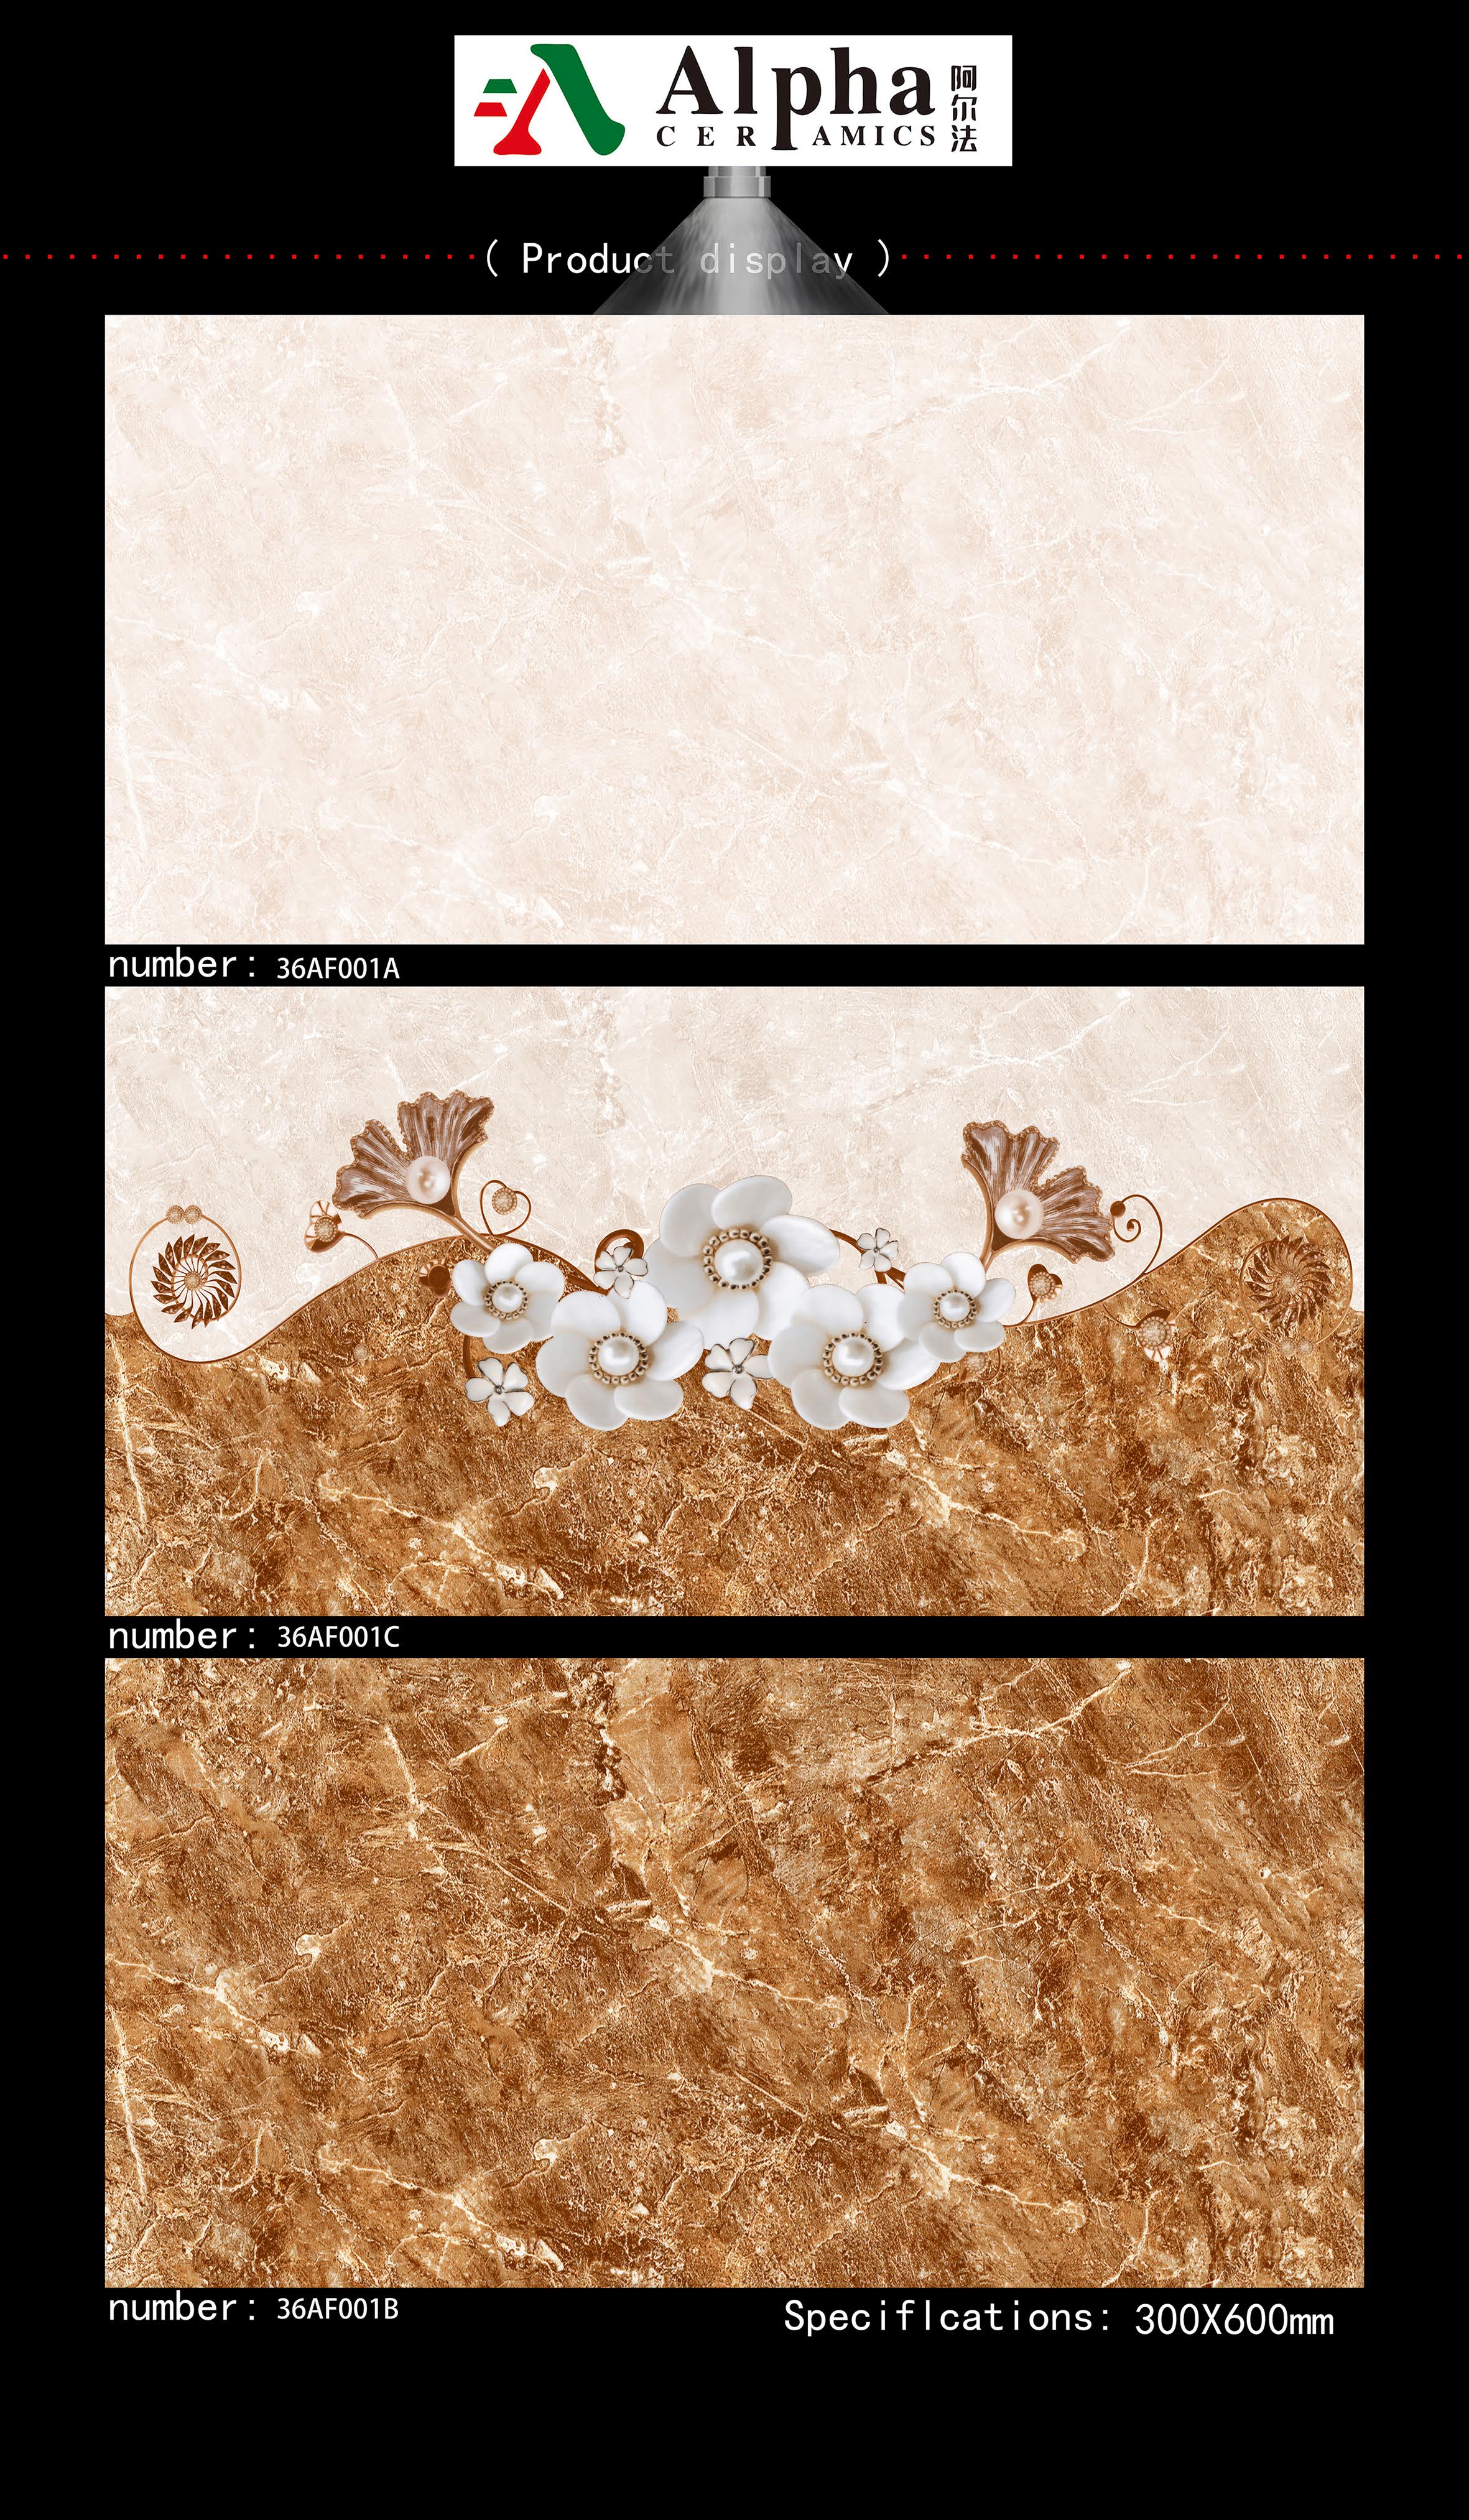 Alpha
CERAMICS
阿尔法
( Product display )
number: 36AF001A
number: 36AF001C
number: 36AF001B
Speciflcations: 300X600mm